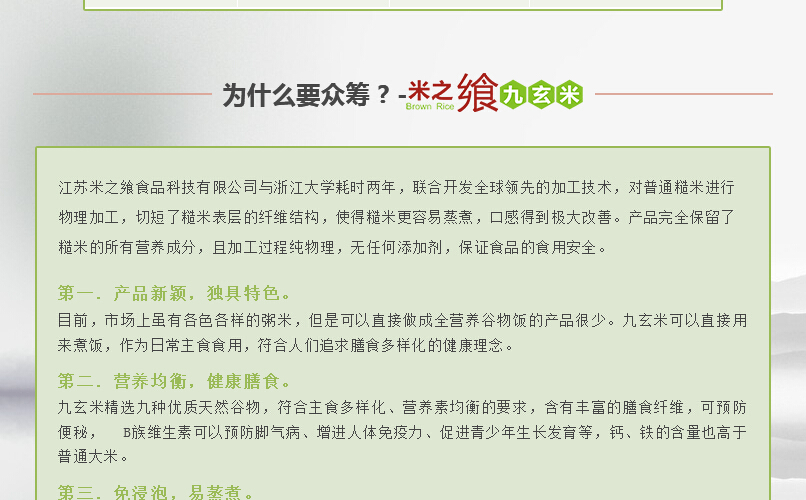 为什么要众筹？-米之飨九玄米
Brown Rice
江苏米之飨食品科技有限公司与浙江大学耗时两年，联合开发全球领先的加工技术，对普通糙米进行
物理加工，切短了糙米表层的纤维结构，使得糙米更容易蒸煮，口感得到极大改善。产品完全保留了
糙米的所有营养成分，且加工过程纯物理，无任何添加剂，保证食品的食用安全。
第一．产品新颖，独具特色。
目前，市场上虽有各色各样的粥米，但是可以直接做成全营养谷物饭的产品很少。九玄米可以直接用
来煮饭，作为日常主食食用，符合人们追求膳食多样化的健康理念。
第二．营养均衡，健康膳食。
九玄米精选九种优质天然谷物，符合主食多样化、营养素均衡的要求，含有丰富的膳食纤维，可预防
便秘， B族维生素可以预防脚气病、增进人体免疫力、促进青少年生长发育等，钙、铁的含量也高于
普通大米。
第三．免浸泡，易蒸煮。